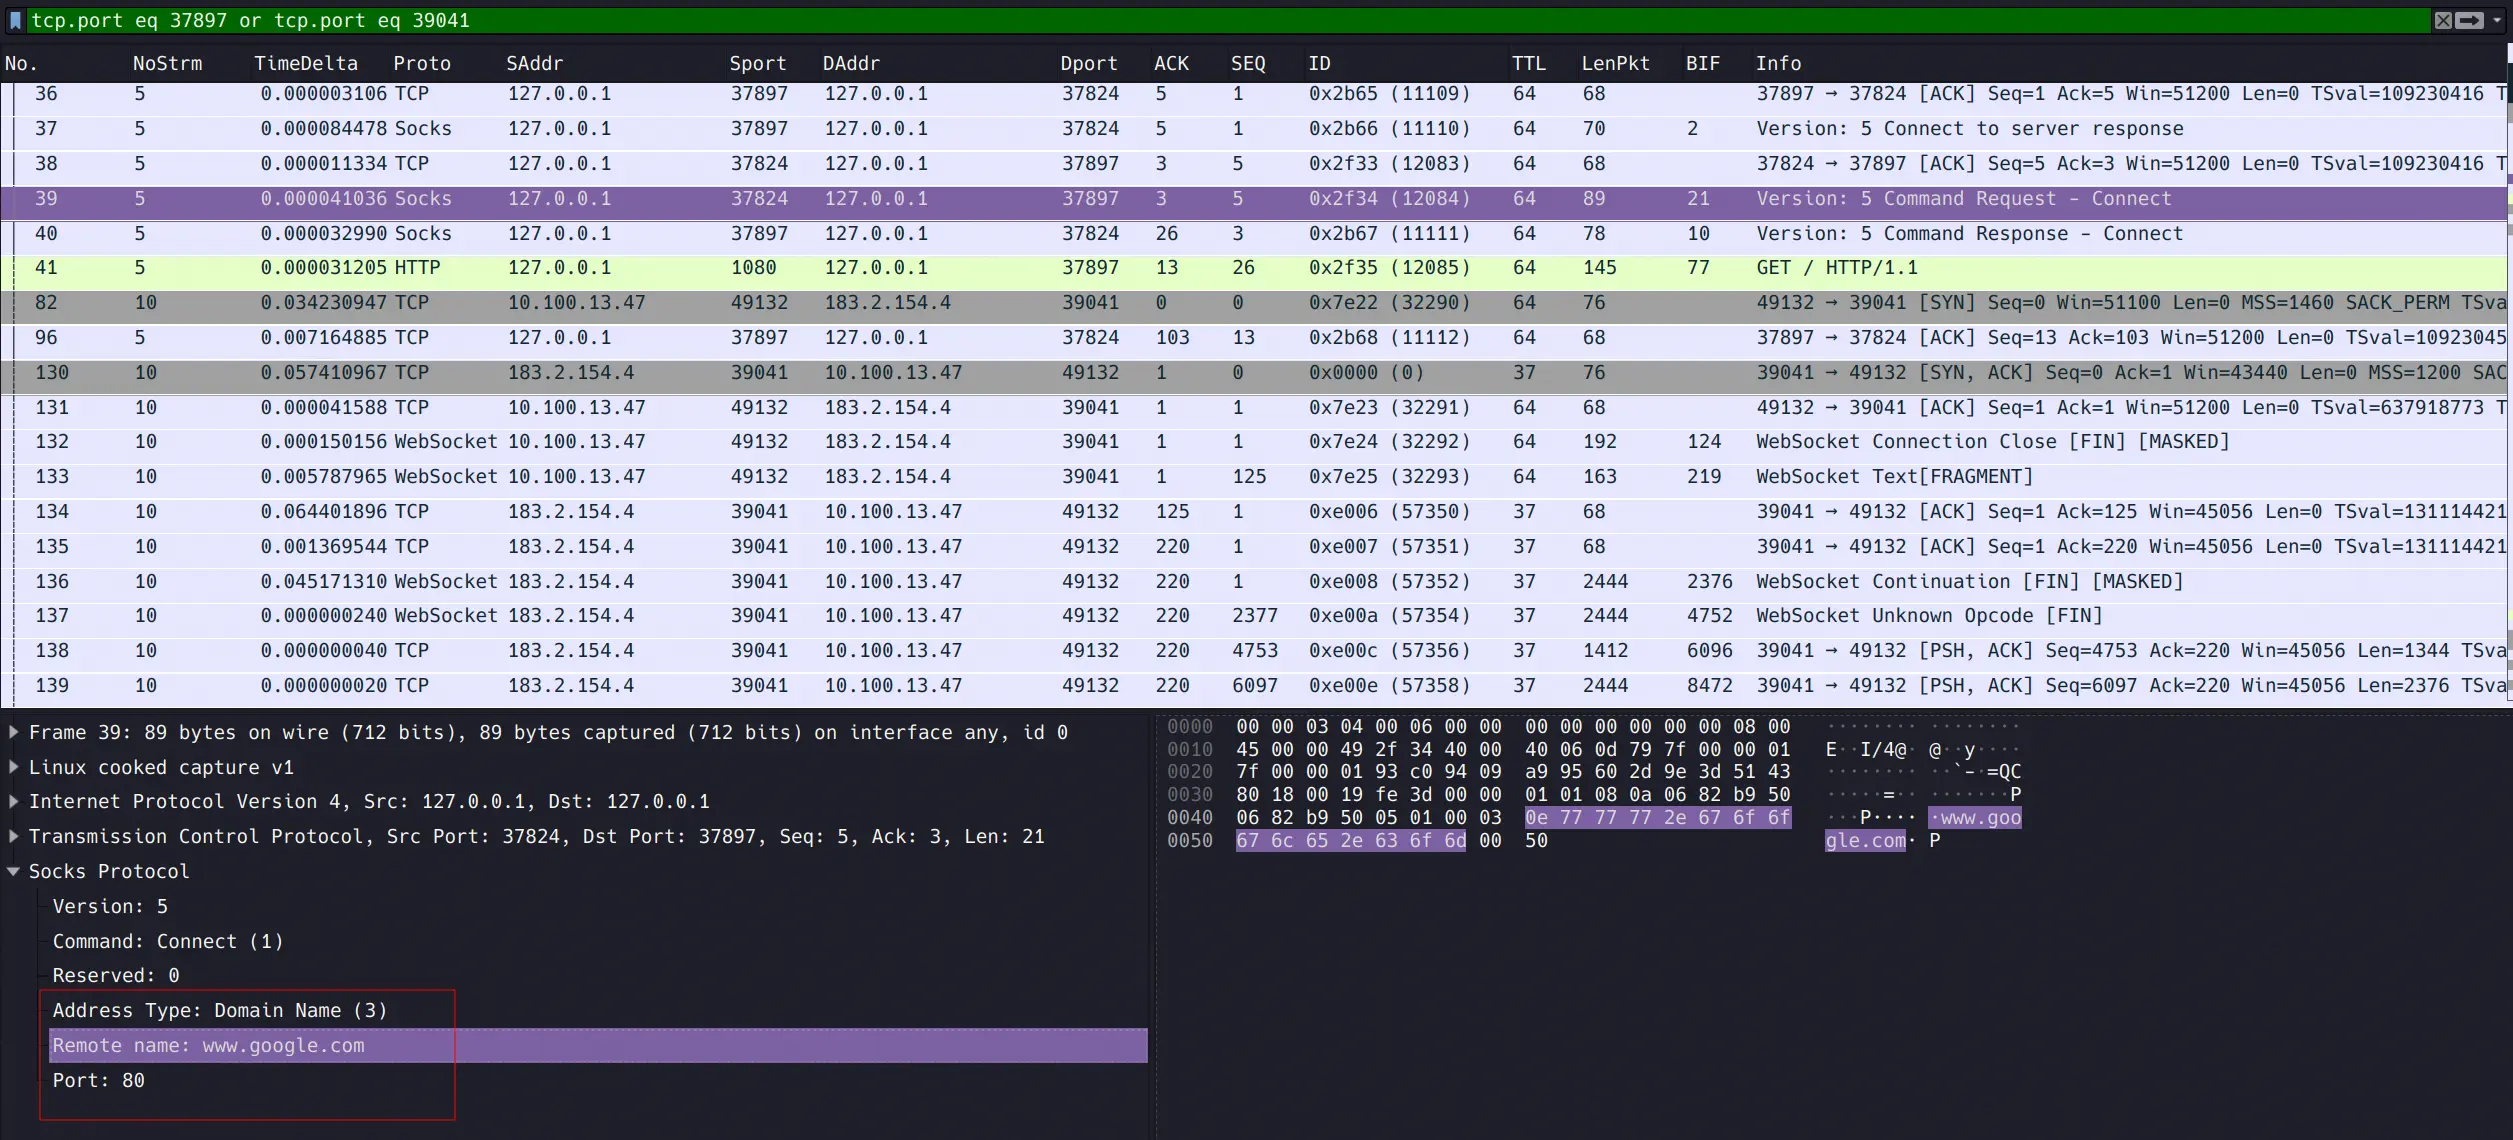 tcp.port eq 37897 or tcp.port eq 39041
No. NoStrm TimeDelta Proto SAddr Sport DAddr Dport ACK SEQ ID TTL LenPkt BIF Info
36 5 0.000003106 TCP 127.0.0.1 37897 127.0.0.1 37824 5 1 0x2b65 (11109) 64 68 37897 → 37824 [ACK] Seq=1 Ack=5 Win=51200 Len=0 TSval=109230416 T
37 5 0.000084478 Socks 127.0.0.1 37897 127.0.0.1 37824 5 1 0x2b66 (11110) 64 70 2 Version: 5 Connect to server response
38 5 0.000011334 TCP 127.0.0.1 37824 127.0.0.1 37897 3 5 0x2f33 (12083) 64 68 37824 → 37897 [ACK] Seq=5 Ack=3 Win=51200 Len=0 TSval=109230416 T
39 5 0.000041036 Socks 127.0.0.1 37824 127.0.0.1 37897 3 5 0x2f34 (12084) 64 89 21 Version: 5 Command Request - Connect
40 5 0.000032990 Socks 127.0.0.1 37897 127.0.0.1 37824 26 3 0x2b67 (11111) 64 78 10 Version: 5 Command Response - Connect
41 5 0.000031205 HTTP 127.0.0.1 1080 127.0.0.1 37897 13 26 0x2f35 (12085) 64 145 77 GET / HTTP/1.1
82 10 0.034230947 TCP 10.100.13.47 49132 183.2.154.4 39041 0 0 0x7e22 (32290) 64 76 49132 → 39041 [SYN] Seq=0 Win=51100 Len=0 MSS=1460 SACK_PERM TSva
96 5 0.007164885 TCP 127.0.0.1 37897 127.0.0.1 37824 103 13 0x2b68 (11112) 64 68 37897 → 37824 [ACK] Seq=13 Ack=103 Win=51200 Len=0 TSval=10923045
130 10 0.057410967 TCP 183.2.154.4 39041 10.100.13.47 49132 1 0 0x0000 (0) 37 76 39041 → 49132 [SYN, ACK] Seq=0 Ack=1 Win=43440 Len=0 MSS=1200 SAC
131 10 0.000041588 TCP 10.100.13.47 49132 183.2.154.4 39041 1 1 0x7e23 (32291) 64 68 49132 → 39041 [ACK] Seq=1 Ack=1 Win=51200 Len=0 TSval=637918773 T
132 10 0.000150156 WebSocket 10.100.13.47 49132 183.2.154.4 39041 1 1 0x7e24 (32292) 64 192 124 WebSocket Connection Close [FIN] [MASKED]
133 10 0.005787965 WebSocket 10.100.13.47 49132 183.2.154.4 39041 1 125 0x7e25 (32293) 64 163 219 WebSocket Text[FRAGMENT]
134 10 0.064401896 TCP 183.2.154.4 39041 10.100.13.47 49132 125 1 0xe006 (57350) 37 68 39041 → 49132 [ACK] Seq=1 Ack=125 Win=45056 Len=0 TSval=131114421
135 10 0.001369544 TCP 183.2.154.4 39041 10.100.13.47 49132 220 1 0xe007 (57351) 37 68 39041 → 49132 [ACK] Seq=1 Ack=220 Win=45056 Len=0 TSval=131114421
136 10 0.045171310 WebSocket 183.2.154.4 39041 10.100.13.47 49132 220 1 0xe008 (57352) 37 2444 2376 WebSocket Continuation [FIN] [MASKED]
137 10 0.000000240 WebSocket 183.2.154.4 39041 10.100.13.47 49132 220 2377 0xe00a (57354) 37 2444 4752 WebSocket Unknown Opcode [FIN]
138 10 0.000000040 TCP 183.2.154.4 39041 10.100.13.47 49132 220 4753 0xe00c (57356) 37 1412 6096 39041 → 49132 [PSH, ACK] Seq=4753 Ack=220 Win=45056 Len=1344 TSva
139 10 0.000000020 TCP 183.2.154.4 39041 10.100.13.47 49132 220 6097 0xe00e (57358) 37 2444 8472 39041 → 49132 [PSH, ACK] Seq=6097 Ack=220 Win=45056 Len=2376 TSva
Frame 39: 89 bytes on wire (712 bits), 89 bytes captured (712 bits) on interface any, id 0
Linux cooked capture v1
Internet Protocol Version 4, Src: 127.0.0.1, Dst: 127.0.0.1
Transmission Control Protocol, Src Port: 37824, Dst Port: 37897, Seq: 5, Ack: 3, Len: 21
Socks Protocol
Version: 5
Command: Connect (1)
Reserved: 0
Address Type: Domain Name (3)
Remote name: www.google.com
Port: 80
0000 00 00 03 04 00 06 00 00 00 00 00 00 00 00 08 00 ········ ········
0010 45 00 00 49 2f 34 40 00 40 06 0d 79 7f 00 00 01 E··I/4@· @··y····
0020 7f 00 00 01 93 c0 94 09 a9 95 60 2d 9e 3d 51 43 ········ ··`-·=QC
0030 80 18 00 19 fe 3d 00 00 01 01 08 0a 06 82 b9 50 ·····=·· ·······P
0040 06 82 b9 50 05 01 00 03 0e 77 77 77 2e 67 6f 6f ···P···· ·www.goo
0050 67 6c 65 2e 63 6f 6d 00 50 gle.com· P